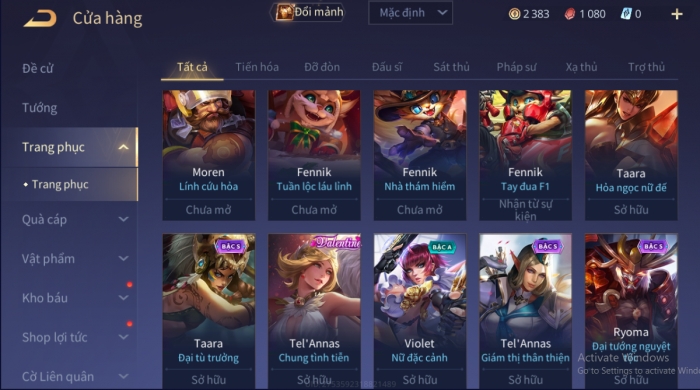 Cửa hàng
Đổi mảnh
Mặc định
2 383
1 080
0
Đề cử
Tướng
Trang phục
Trang phục
Quà cáp
Vật phẩm
Kho báu
Shop lợi tức
Cờ Liên quân
Tất cả
Tiến hóa
Đỡ đòn
Đấu sĩ
Sát thủ
Pháp sư
Xạ thủ
Trợ thủ
Moren
Lính cứu hỏa
Chưa mở
Fennik
Tuần lộc láu lỉnh
Chưa mở
Fennik
Nhà thám hiểm
Chưa mở
Fennik
Tay đua F1
Nhận từ sự
kiện
Taara
Hỏa ngọc nữ đế
Sở hữu
BẬC S
Taara
Đại tù trưởng
Sở hữu
Valentine
Tel'Annas
Chung tình tiễn
Sở hữu
BẬC A
Violet
Nữ đặc cảnh
Sở hữu
BẬC S
Tel'Annas
Giám thị thân thiện
Sở hữu
BẬC S
Ryoma
Đại tướng nguyệt
tộc
Sở hữu
Activate Windows
Go to Settings to activate Wind